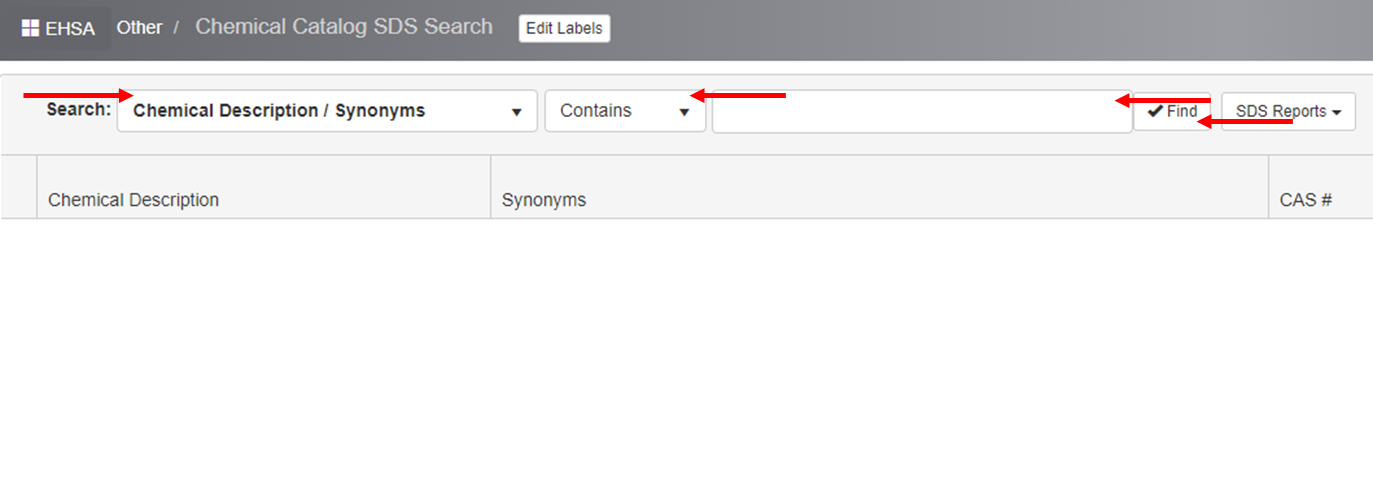 EHSA Other / Chemical Catalog SDS Search Edit Labels
Search: Chemical Description / Synonyms Contains Find SDS Reports
Chemical Description Synonyms CAS #